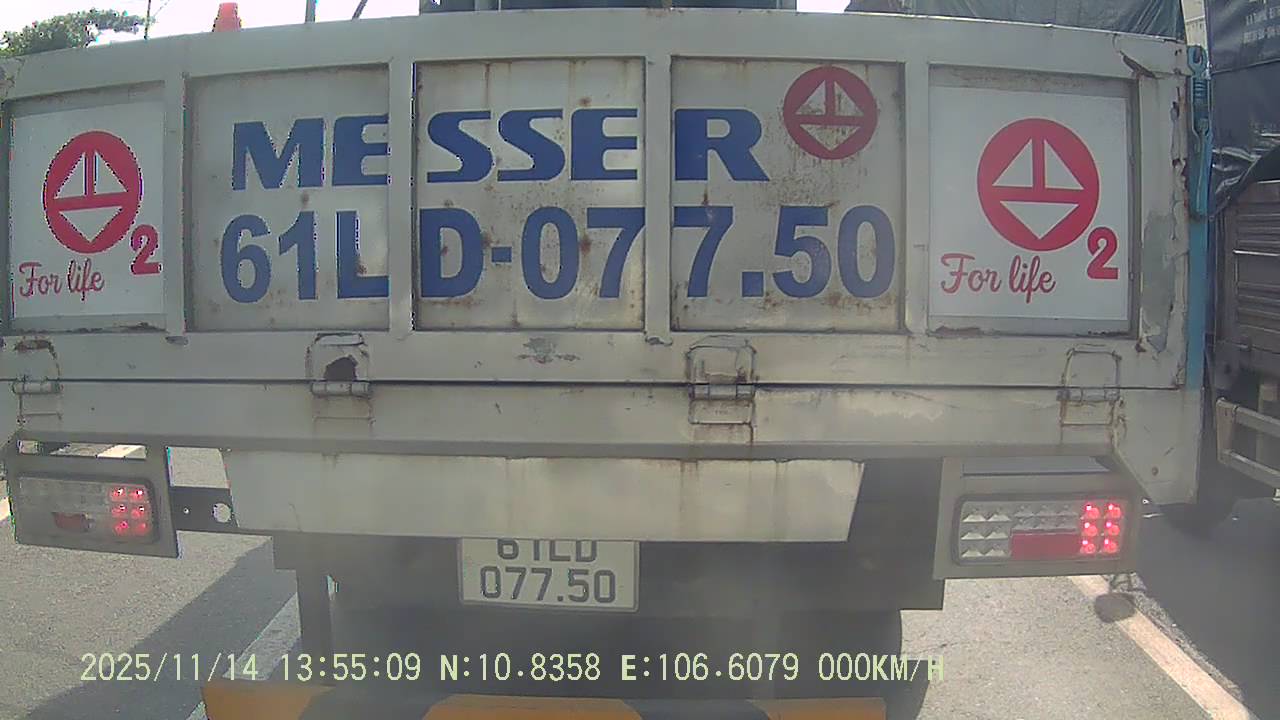 MESSER
61LD-077.50
2
For life
2
For life
61LD
077.50
2025/11/14 13:55:09 N:10.8358 E:106.6079 000KM/H